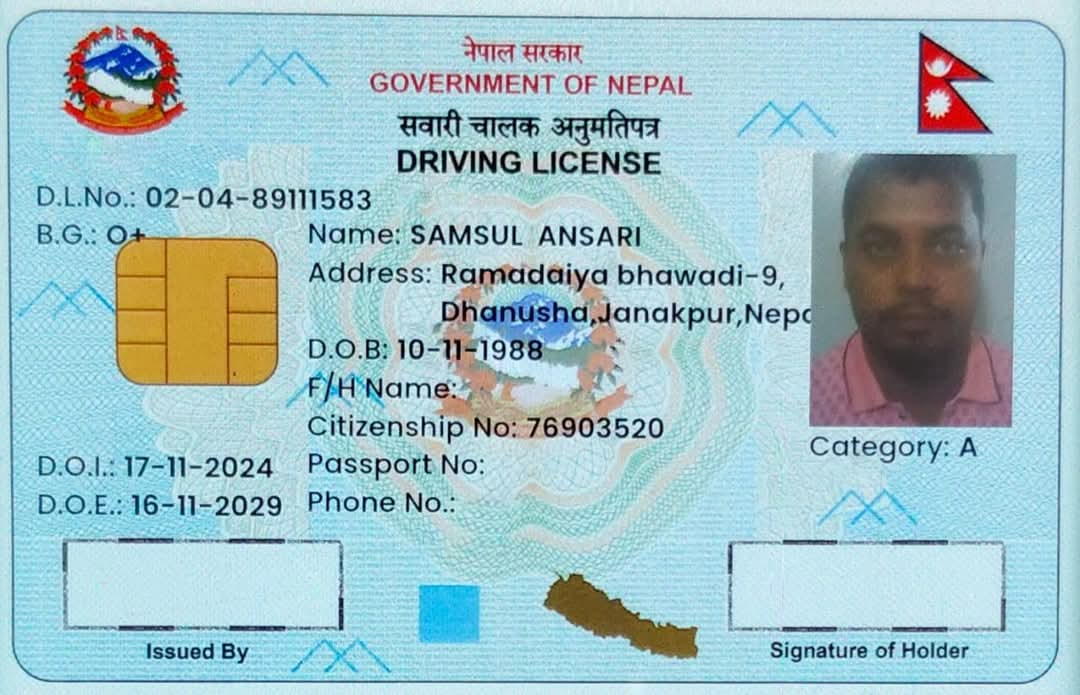 नेपाल सरकार
GOVERNMENT OF NEPAL
सवारी चालक अनुमतिपत्र
DRIVING LICENSE
D.L.No.: 02-04-89111583
B.G.: O+
Name: SAMSUL ANSARI
Address: Ramadaiya bhawadi-9,
Dhanusha,Janakpur,Nepa
D.O.B: 10-11-1988
F/H Name:
Citizenship No: 76903520
Category: A
D.O.I.: 17-11-2024 Passport No:
D.O.E.: 16-11-2029 Phone No.:
Issued By
Signature of Holder